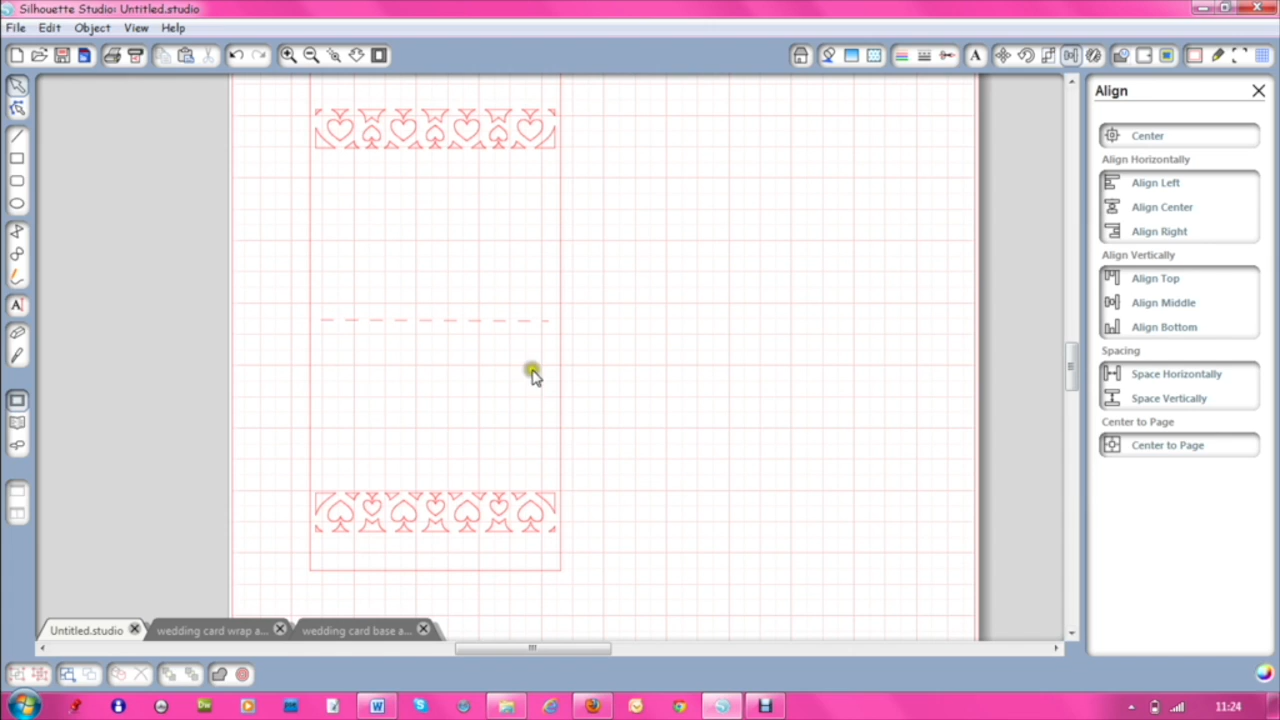 Silhouette Studio: Untitled.studio
File Edit Object View Help
A
Align
Center
Align Horizontally
Align Left
Align Center
Align Right
Align Vertically
Align Top
Align Middle
Align Bottom
Spacing
Space Horizontally
Space Vertically
Center to Page
Center to Page
A
Untitled.studio wedding card wrap a... wedding card base a...
11:24